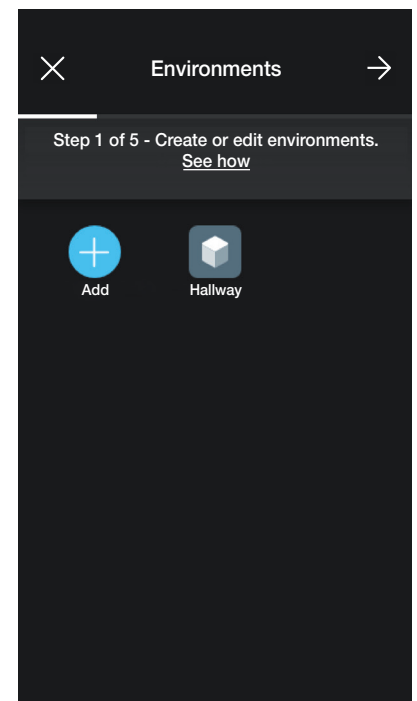 Environments
Step 1 of 5 - Create or edit environments.
See how
Add
Hallway